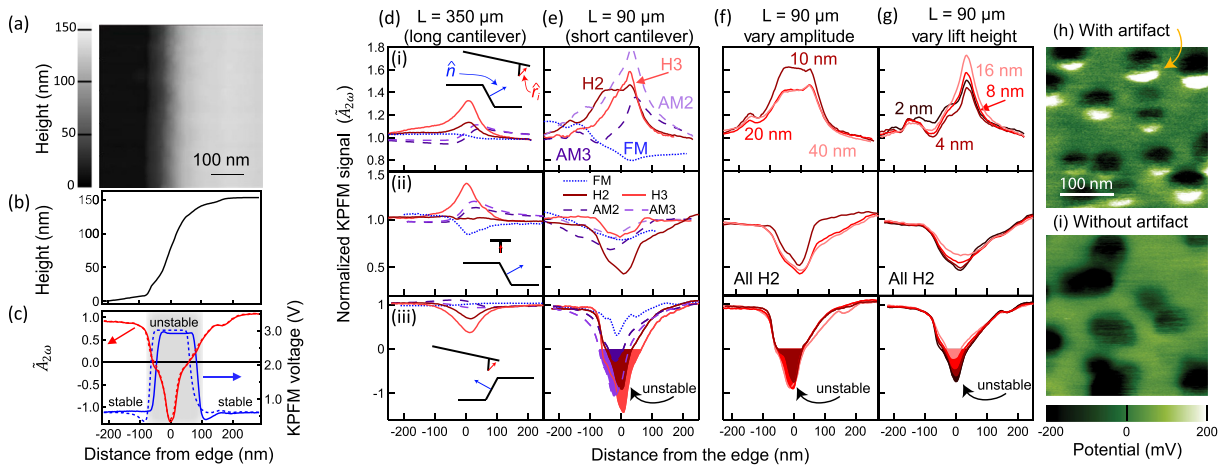 (a)
Height (nm)
150
100
50
0
100 nm
(b)
Height (nm)
150
100
50
0
(c)
Ã2ω
1.0
0.5
0.0
-0.5
-1.0
unstable
stable
stable
3.0
2.0
1.0
KPFM voltage (V)
-200 -100 0 100 200
Distance from edge (nm)
(d) L = 350 µm
(long cantilever)
(e) L = 90 µm
(short cantilever)
(f) L = 90 µm
vary amplitude
(g) L = 90 µm
vary lift height
Normalized KPFM signal (Ã2ω)
1.8
1.6
1.4
1.2
1.0
0.8
(i)
n̂
r̂i
H2
H3
AM2
AM3
FM
10 nm
20 nm
40 nm
16 nm
8 nm
2 nm
4 nm
(ii)
1.0
0.5
FM
H2 H3
AM2 AM3
All H2
All H2
(iii)
1
0
-1
unstable
unstable
unstable
-200 -100 0 100 200
-200 -100 0 100 200
-200 -100 0 100 200
-200 -100 0 100 200
Distance from the edge (nm)
(h) With artifact
100 nm
(i) Without artifact
-200 0 200
Potential (mV)